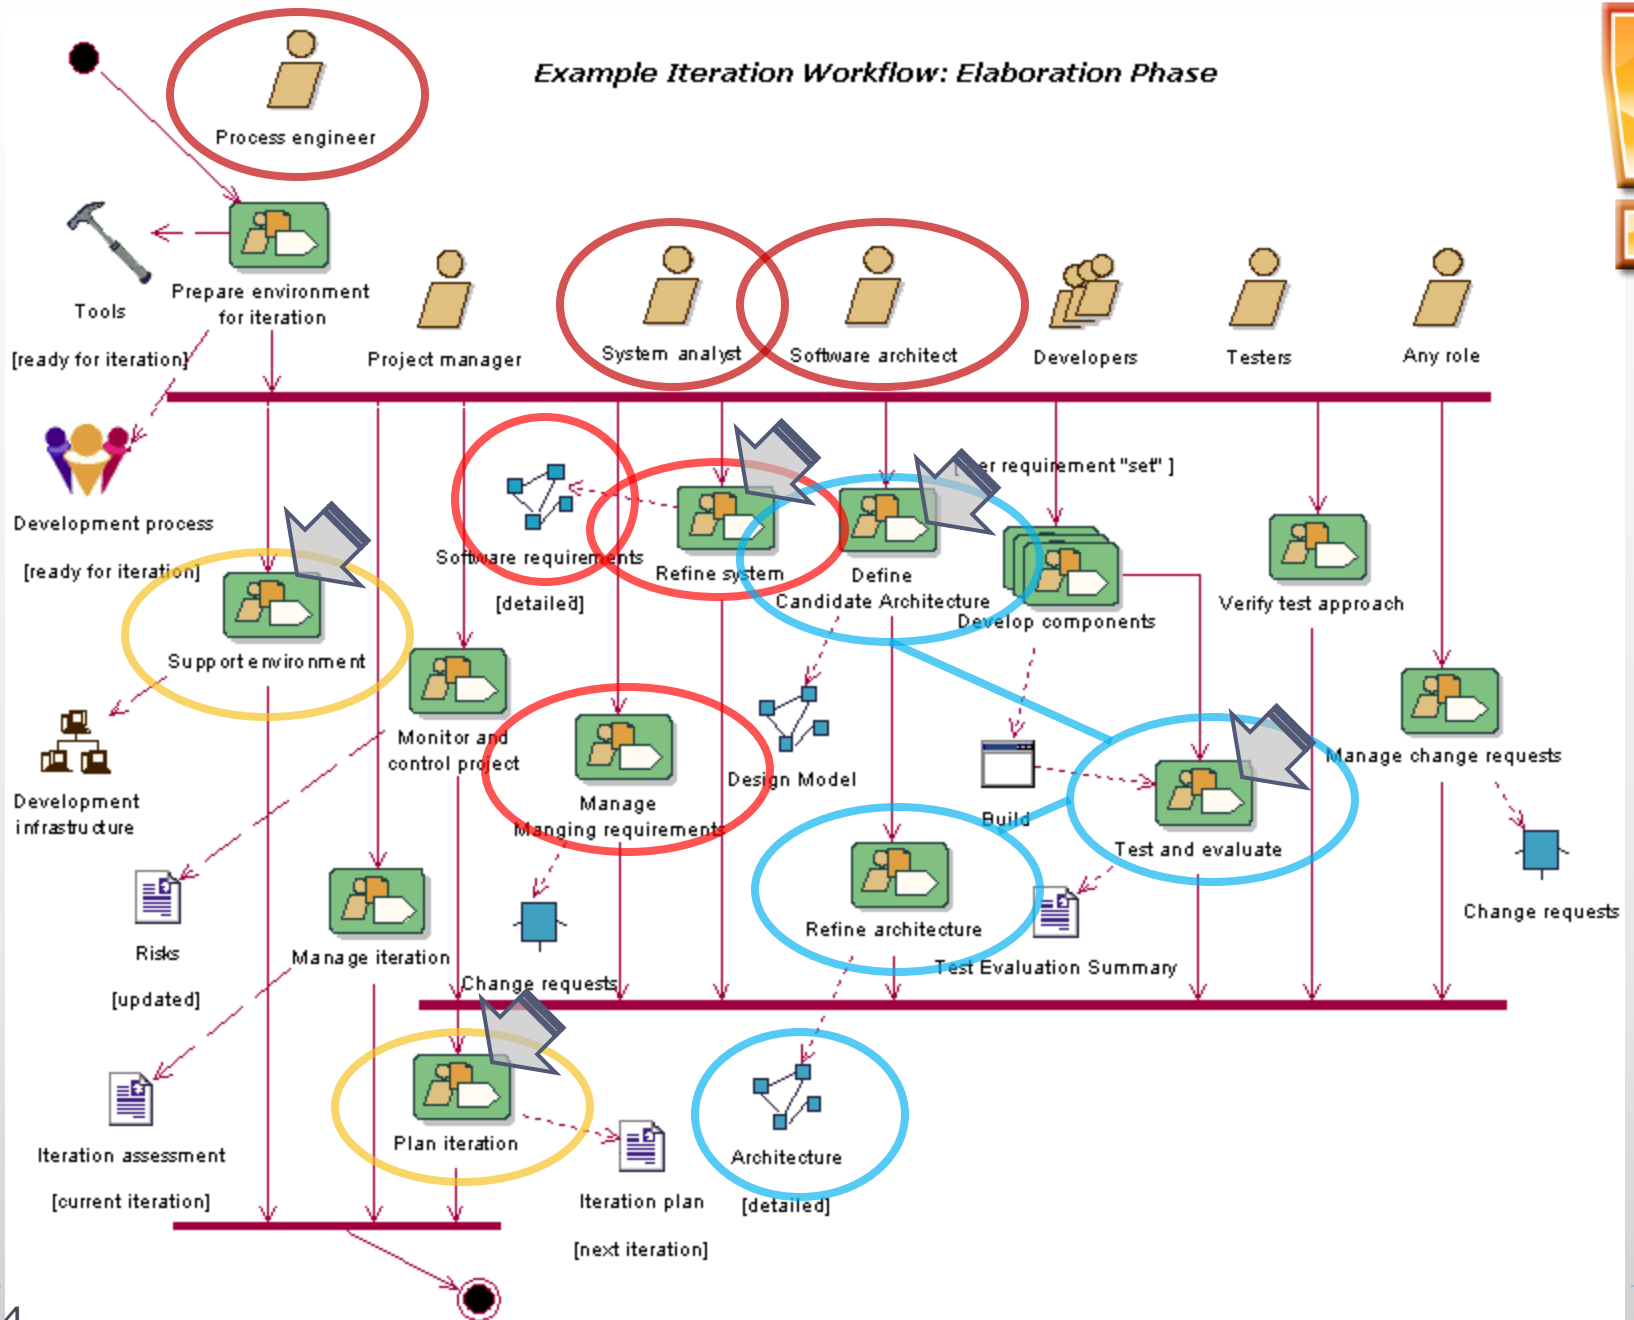 Example Iteration Workflow: Elaboration Phase
Process engineer
Tools
[ready for iteration]
Prepare environment
for iteration
Project manager
System analyst
Software architect
Developers
Testers
Any role
Development process
[ready for iteration]
Software requirements
[detailed]
Refine system
Define
Candidate Architecture
requirement "set" ]
Develop components
Verify test approach
Support environment
Monitor and
control project
Manage
Manging requirements
Design Model
Build
Test and evaluate
Manage change requests
Development
infrastructure
Risks
[updated]
Manage iteration
Change requests
Refine architecture
Test Evaluation Summary
Change requests
Iteration assessment
[current iteration]
Plan iteration
Iteration plan
[next iteration]
Architecture
[detailed]
4